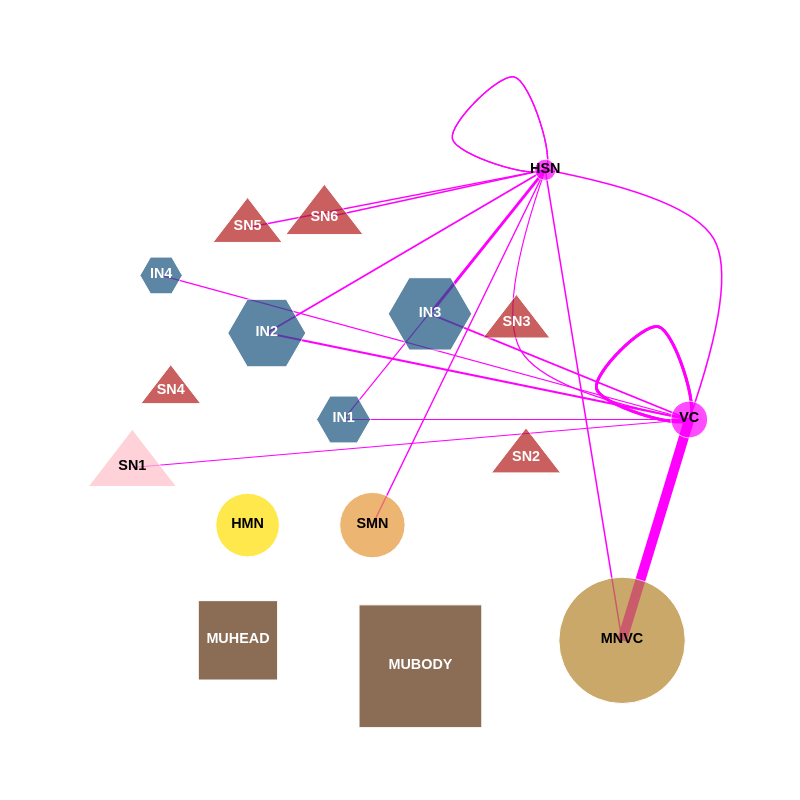 HSN
SN5
SN6
IN4
IN3
SN3
IN2
SN4
IN1
VC
SN1
SN2
HMN
SMN
MUHEAD
MNVC
MUBODY